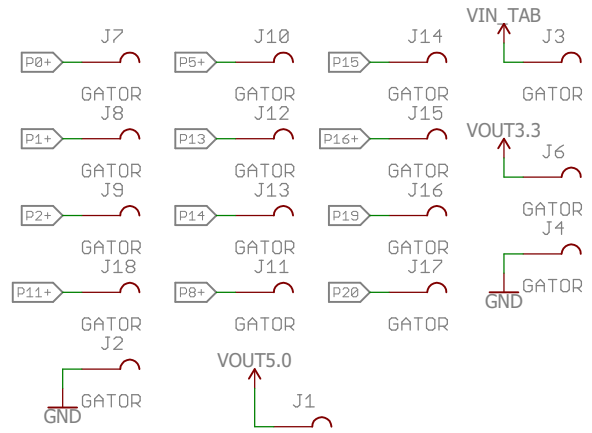 VIN_TAB
J7 J10 J14 J3
P0+ P5+ P15
GATOR GATOR GATOR GATOR
J8 J12 J15
VOUT3.3
P1+ P13 P16+
J6
GATOR GATOR GATOR
J9 J13 J16
GATOR
P2+ P14 P19
J4
GATOR GATOR GATOR
J18 J11 J17
GATOR
P11+ P8+ P20
GND
GATOR GATOR GATOR
J2
VOUT5.0
GATOR J1
GND